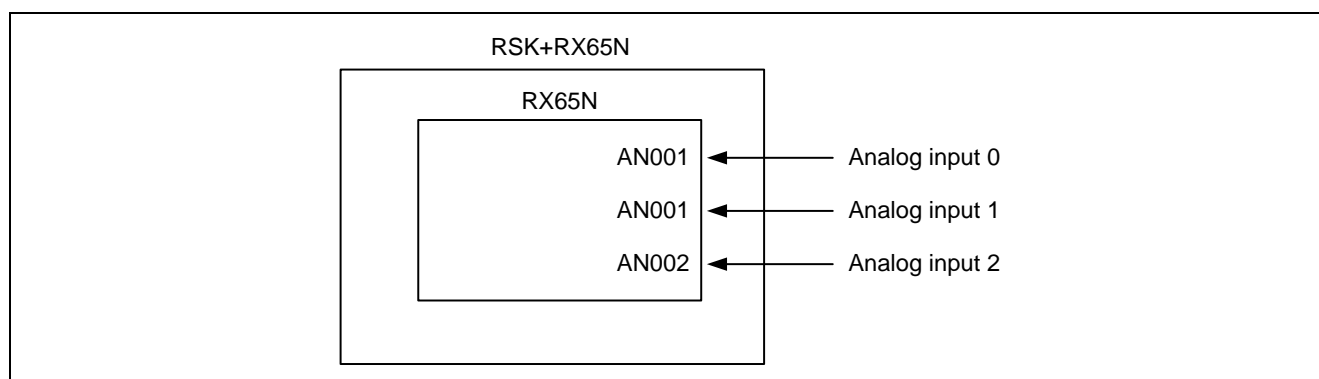 RSK+RX65N
RX65N
AN001 Analog input 0
AN001 Analog input 1
AN002 Analog input 2